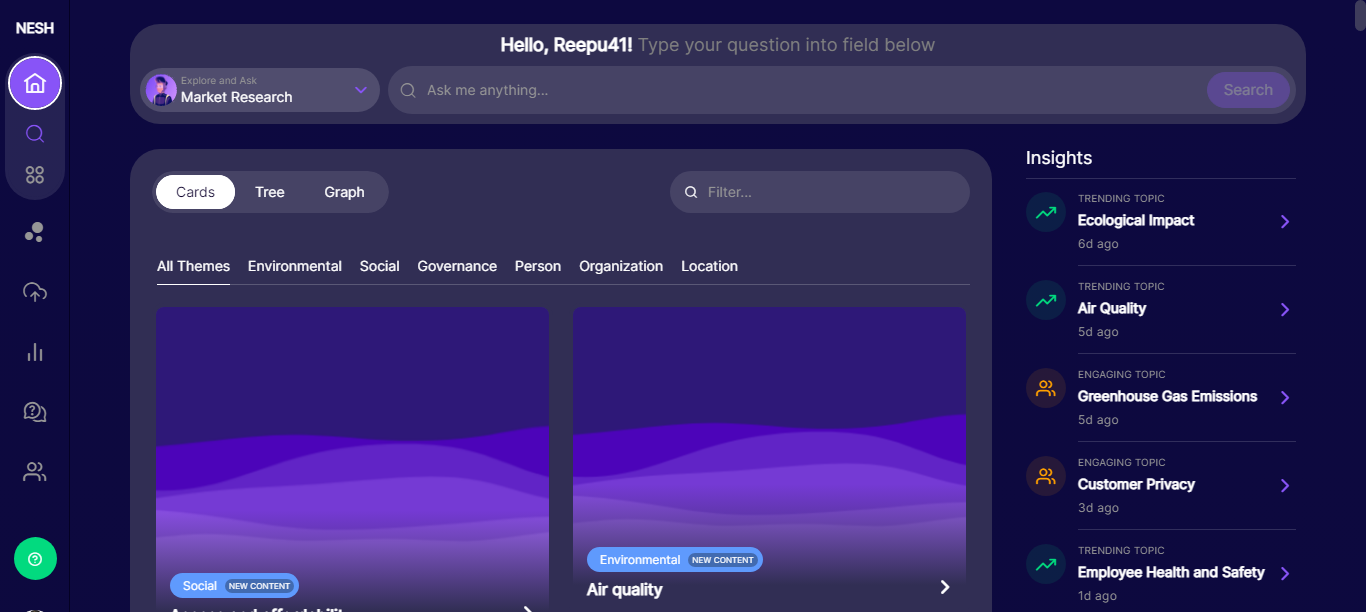 NESH
Hello, Reepu41! Type your question into field below
Explore and Ask
Market Research
Ask me anything...
Search
Cards
Tree
Graph
Filter...
All Themes
Environmental
Social
Governance
Person
Organization
Location
Social
NEW CONTENT
Environmental
NEW CONTENT
Air quality
Insights
TRENDING TOPIC
Ecological Impact
6d ago
TRENDING TOPIC
Air Quality
5d ago
ENGAGING TOPIC
Greenhouse Gas Emissions
5d ago
ENGAGING TOPIC
Customer Privacy
3d ago
TRENDING TOPIC
Employee Health and Safety
1d ago